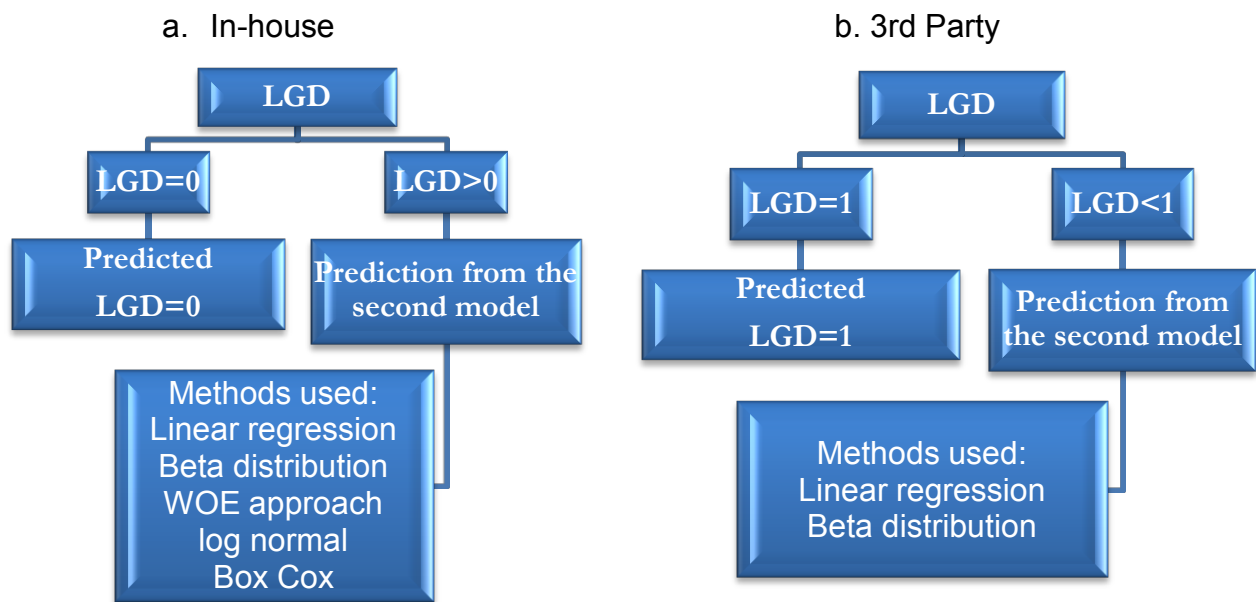 a. In-house
LGD
LGD=0
LGD>0
Predicted
LGD=0
Prediction from the
second model
Methods used:
Linear regression
Beta distribution
WOE approach
log normal
Box Cox
b. 3rd Party
LGD
LGD=1
LGD<1
Predicted
LGD=1
Prediction from
the second model
Methods used:
Linear regression
Beta distribution